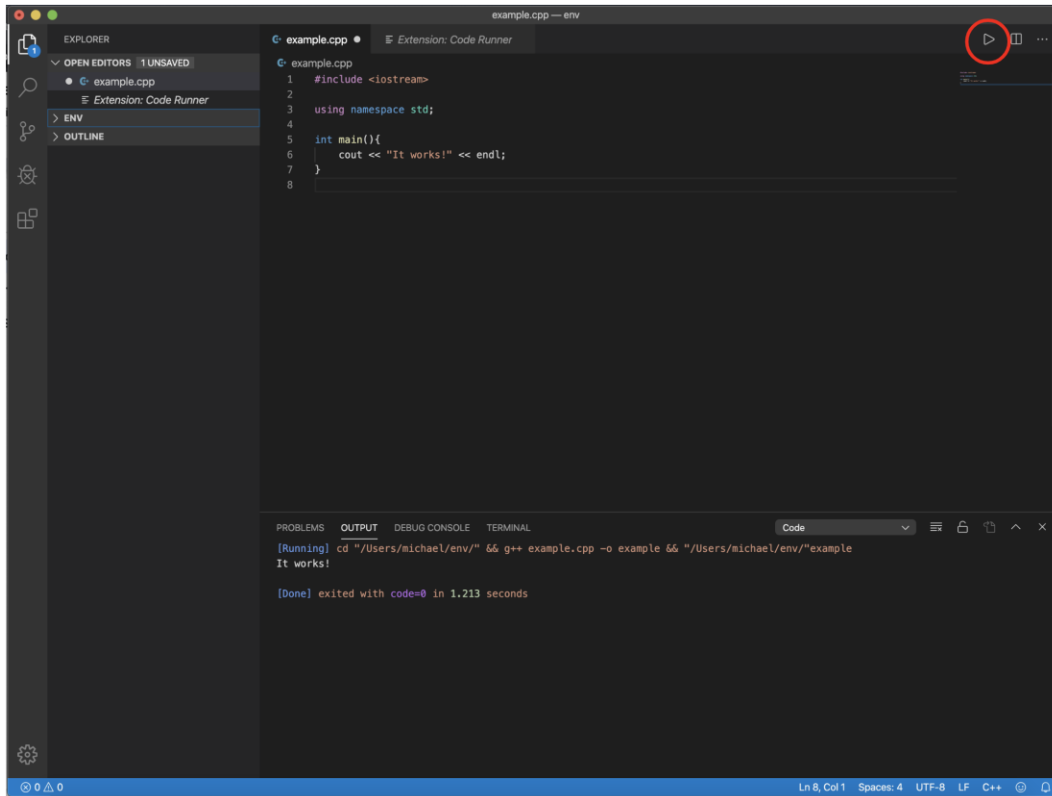 example.cpp — env
EXPLORER
OPEN EDITORS 1 UNSAVED
example.cpp
Extension: Code Runner
ENV
OUTLINE
1
example.cpp
Extension: Code Runner
example.cpp
1 #include <iostream>
2
3 using namespace std;
4
5 int main(){
6 cout << "It works!" << endl;
7 }
8
PROBLEMS OUTPUT DEBUG CONSOLE TERMINAL Code
[Running] cd "/Users/michael/env/" && g++ example.cpp -o example && "/Users/michael/env/"example
It works!
[Done] exited with code=0 in 1.213 seconds
0 0 Ln 8, Col 1 Spaces: 4 UTF-8 LF C++